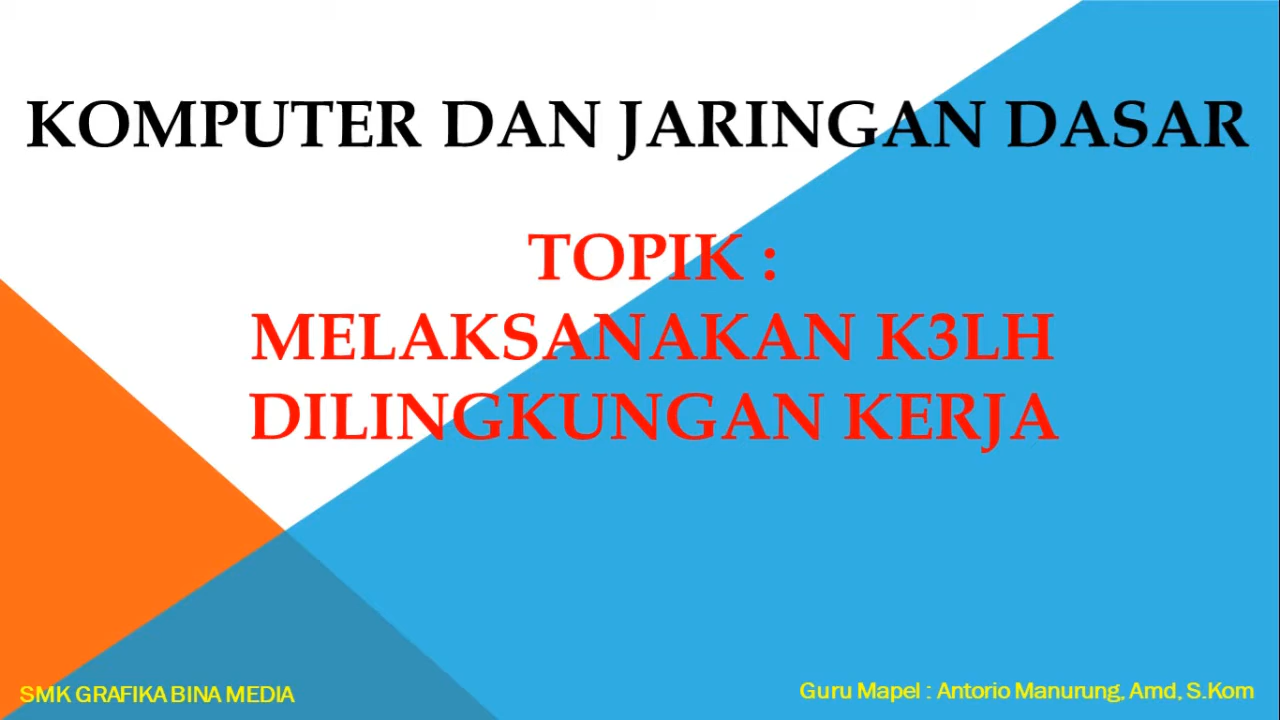 KOMPUTER DAN JARINGAN DASAR
TOPIK :
MELAKSANAKAN K3LH
DILINGKUNGAN KERJA
SMK GRAFIKA BINA MEDIA
Guru Mapel : Antorio Manurung, Amd, S.Kom